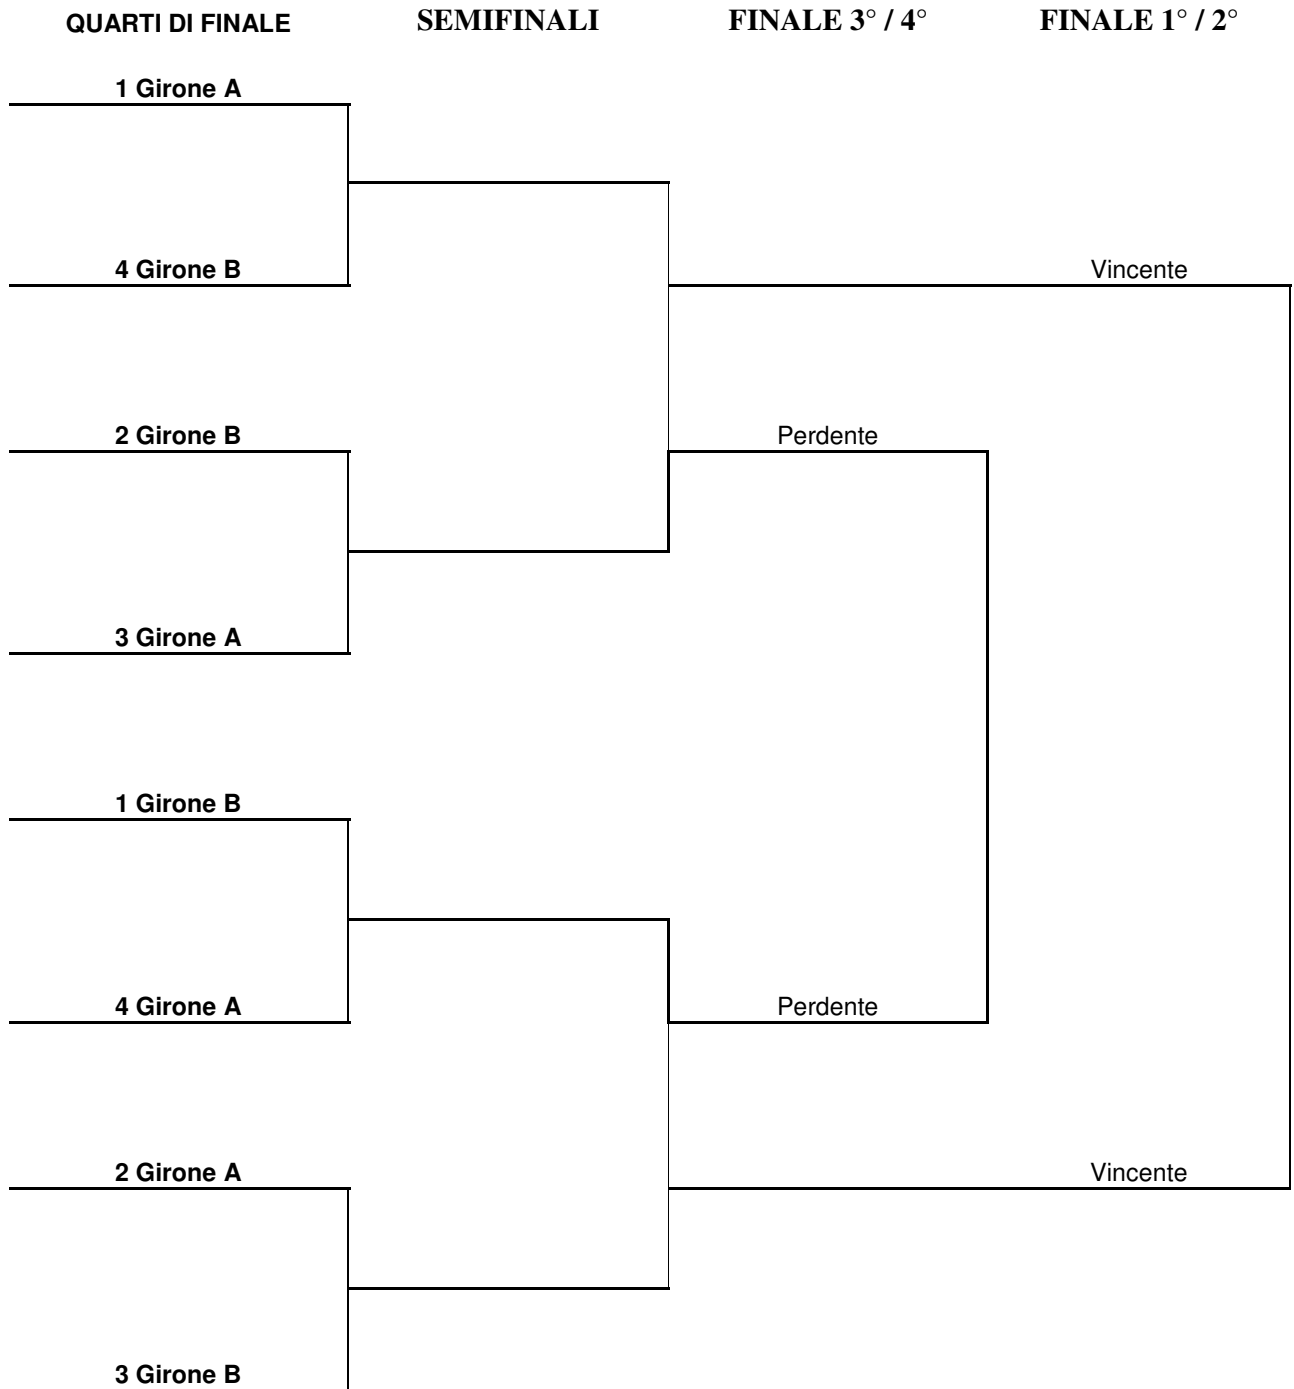 QUARTI DI FINALE SEMIFINALI FINALE 3° / 4° FINALE 1° / 2°
1 Girone A
4 Girone B Vincente
2 Girone B Perdente
3 Girone A
1 Girone B
4 Girone A Perdente
2 Girone A Vincente
3 Girone B